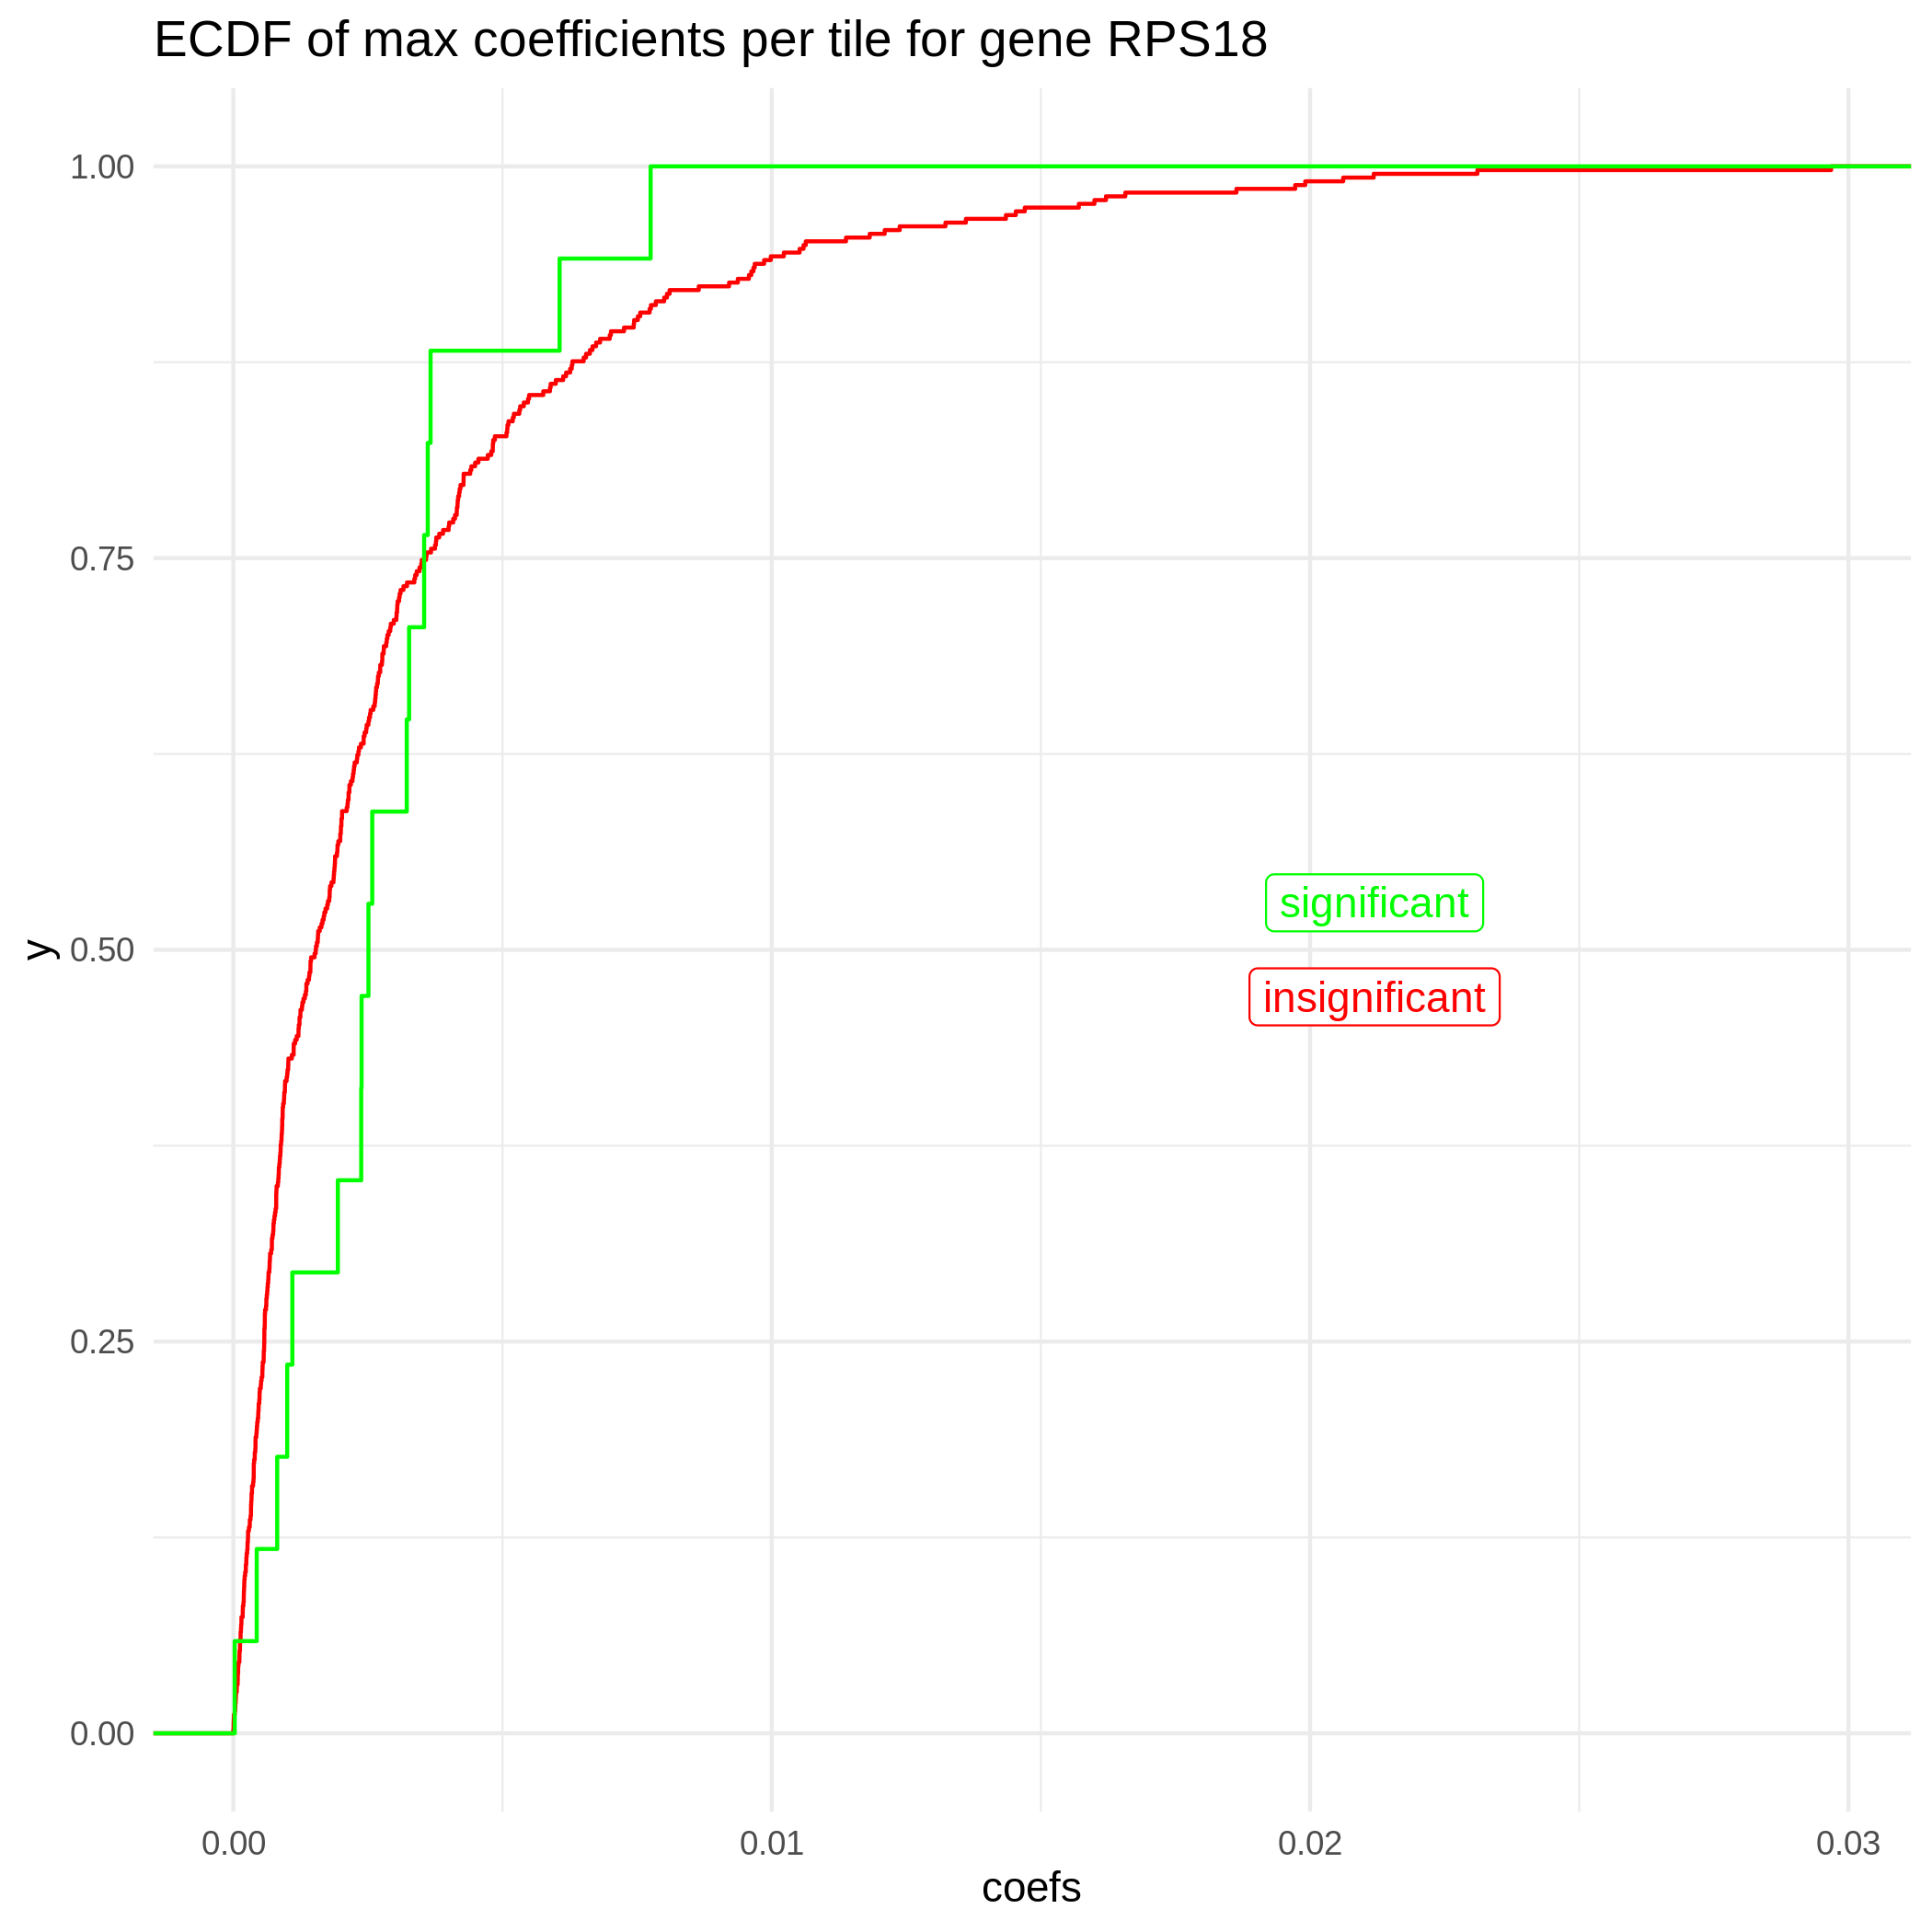 ECDF of max coefficients per tile for gene RPS18
1.00
0.75
0.50
0.25
0.00
y
significant
insignificant
0.00 0.01 0.02 0.03
coefs